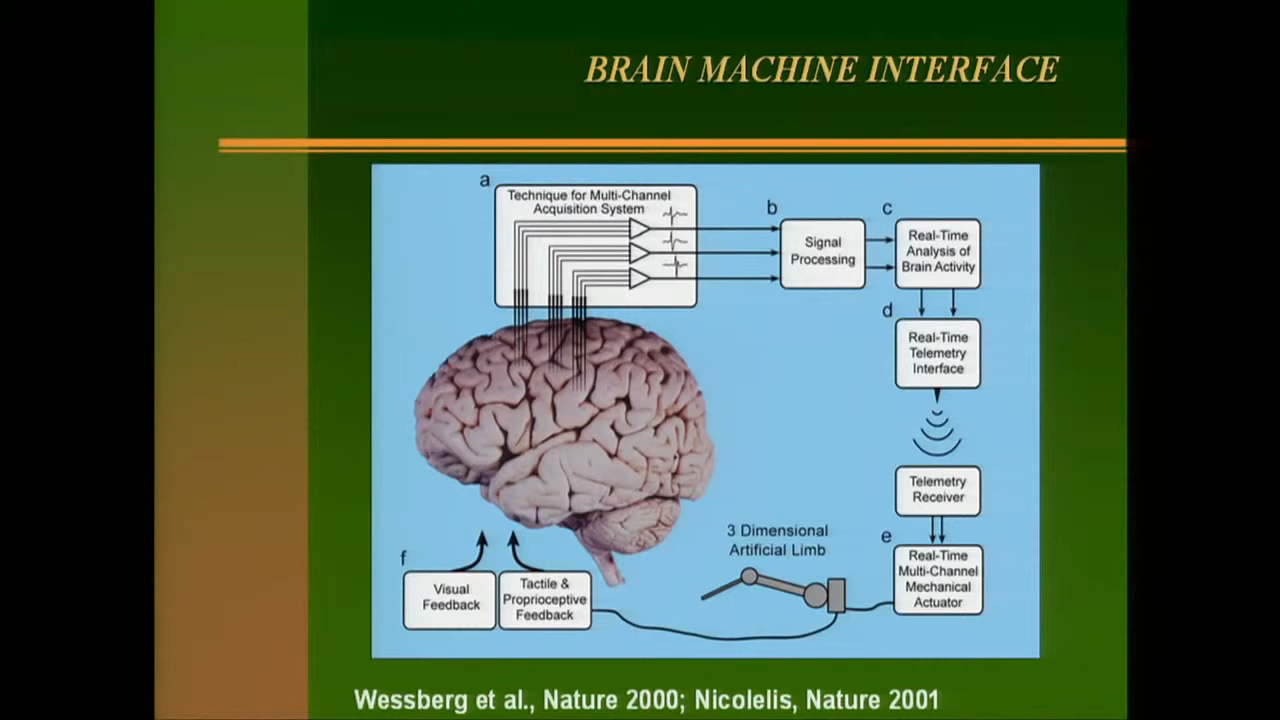 BRAIN MACHINE INTERFACE
a
Technique for Multi-Channel
Acquisition System
b
Signal
Processing
c
Real-Time
Analysis of
Brain Activity
d
Real-Time
Telemetry
Interface
Telemetry
Receiver
e
Real-Time
Multi-Channel
Mechanical
Actuator
3 Dimensional
Artificial Limb
f
Visual
Feedback
Tactile &
Proprioceptive
Feedback
Wessberg et al., Nature 2000; Nicolelis, Nature 2001